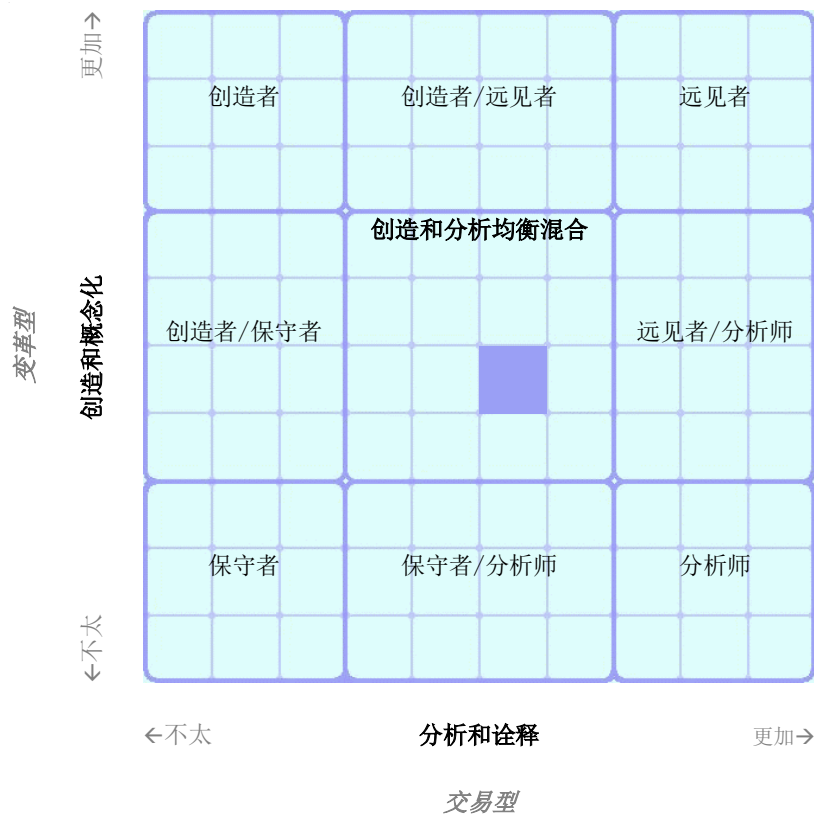 更加→
创造者
创造者/远见者
远见者
创造和分析均衡混合
变革型
创造和概念化
创造者/保守者
远见者/分析师
保守者
保守者/分析师
分析师
←不太
←不太
分析和诠释
更加→
交易型